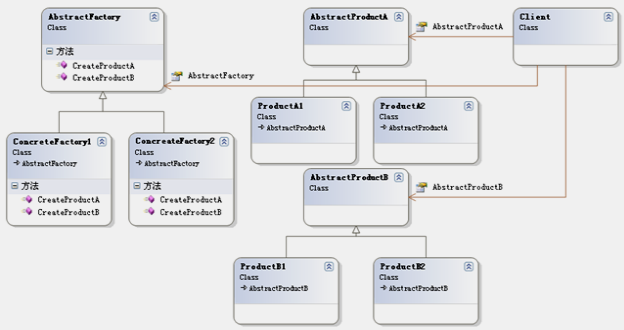 AbstractFactory
Class
方法
CreateProductA
CreateProductB
AbstractProductA
Class
AbstractProductA
Client
Class
AbstractFactory
ProductA1
Class
AbstractProductA
ProductA2
Class
AbstractProductA
ConcreteFactory1
Class
AbstractFactory
方法
CreateProductA
CreateProductB
ConcreateFactory2
Class
AbstractFactory
方法
CreateProductA
CreateProductB
AbstractProductB
Class
AbstractProductB
ProductB1
Class
AbstractProductB
ProductB2
Class
AbstractProductB